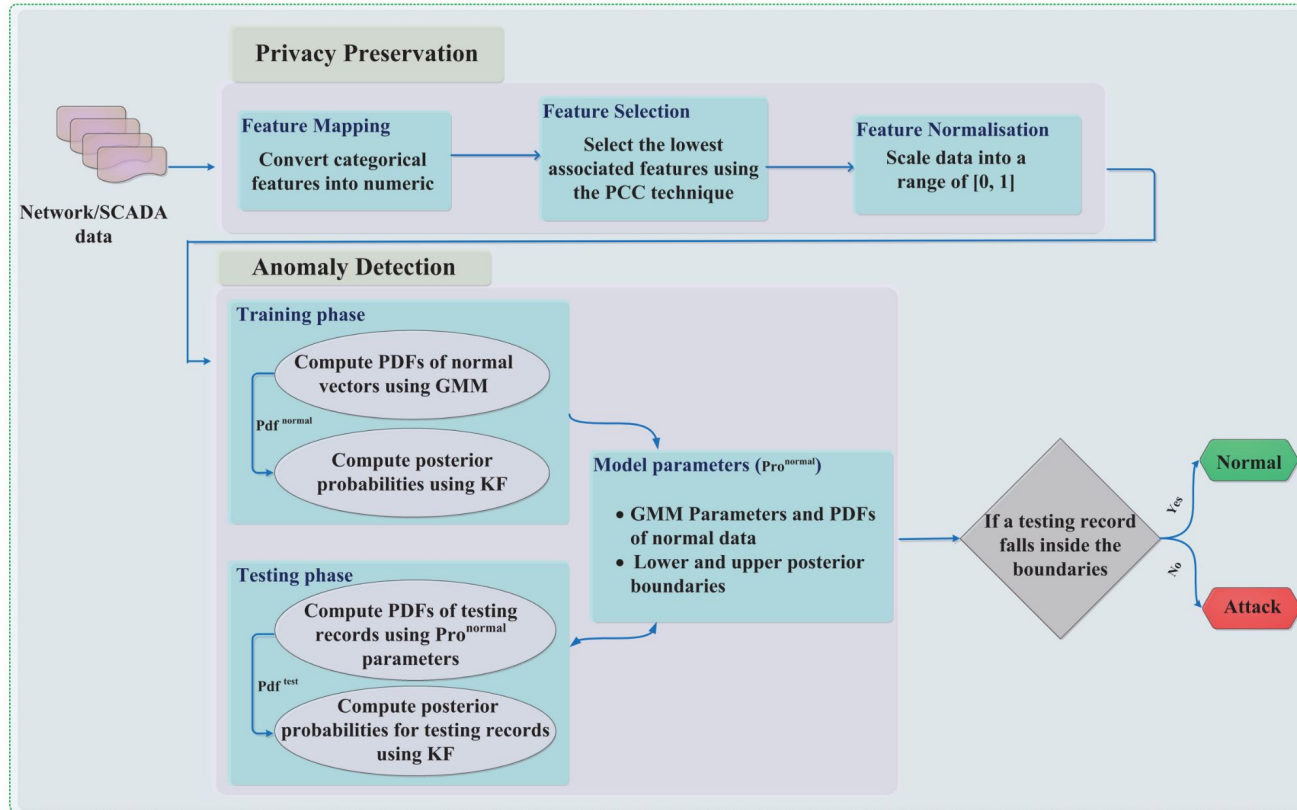 Privacy Preservation
Network/SCADA
data
Feature Mapping
Convert categorical
features into numeric
Feature Selection
Select the lowest
associated features using
the PCC technique
Feature Normalisation
Scale data into a
range of [0, 1]
Anomaly Detection
Training phase
Compute PDFs of normal
vectors using GMM
Pdf normal
Compute posterior
probabilities using KF
Testing phase
Compute PDFs of testing
records using Pro normal
parameters
Pdf test
Compute posterior
probabilities for testing records
using KF
Model parameters (Pro normal)
• GMM Parameters and PDFs
of normal data
• Lower and upper posterior
boundaries
If a testing record
falls inside the
boundaries
Yes
Normal
No
Attack